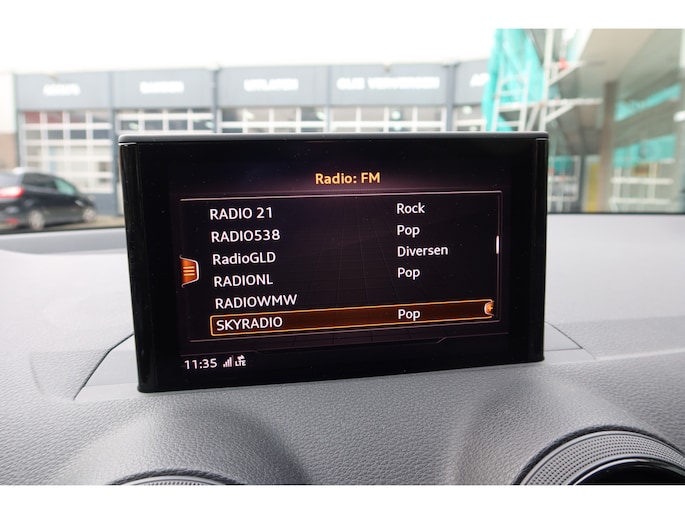 Radio: FM
RADIO 21 Rock
RADIO538 Pop
RadioGLD Diversen
RADIONL Pop
RADIOWMW
SKYRADIO Pop
11:35 LTE